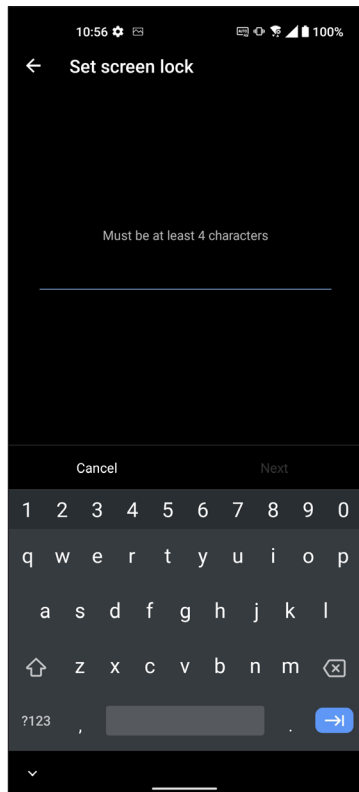 10:56 100%
Set screen lock
Must be at least 4 characters
Cancel Next
1 2 3 4 5 6 7 8 9 0
q w e r t y u i o p
a s d f g h j k l
z x c v b n m
?123 , .